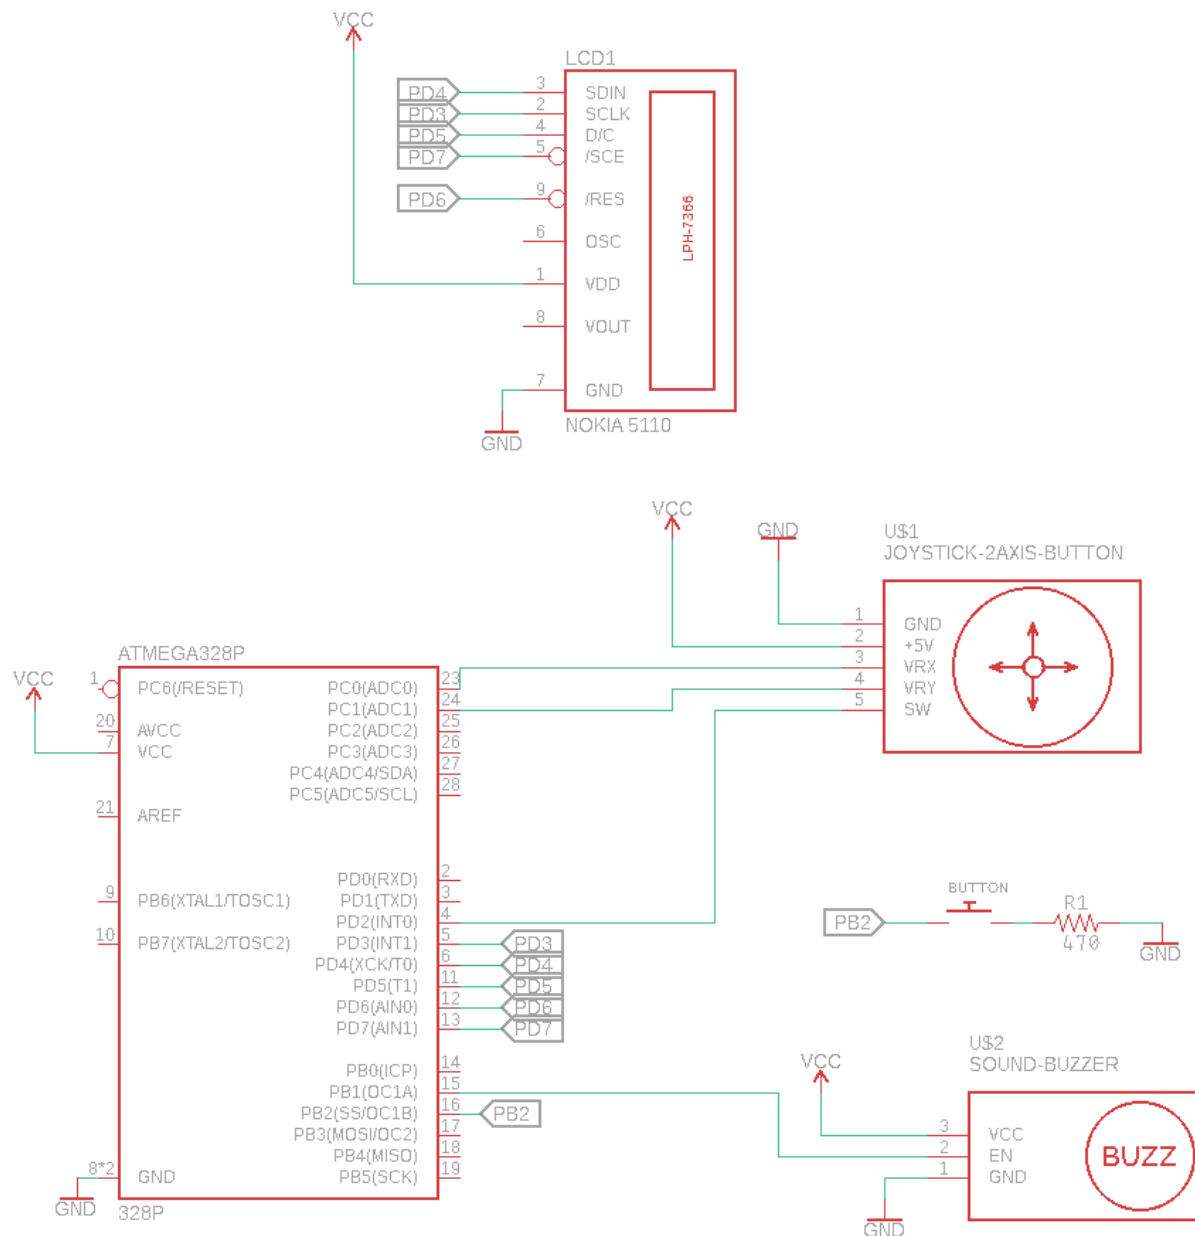 VCC
LCD1
PD4
3
SDIN
PD3
2
SCLK
PD5
4
D/C
PD7
5
/SCE
PD6
9
/RES
6
OSC
1
VDD
8
VOUT
7
GND
LPH-7366
GND
NOKIA 5110
VCC
GND
U$1
JOYSTICK-2AXIS-BUTTON
1
GND
2
+5V
3
VRX
4
VRY
5
SW
ATMEGA328P
VCC
1
PC6(/RESET)
20
AVCC
7
VCC
21
AREF
9
PB6(XTAL1/TOSC1)
10
PB7(XTAL2/TOSC2)
8*2
GND
GND
328P
PC0(ADC0)
23
PC1(ADC1)
24
PC2(ADC2)
25
PC3(ADC3)
26
PC4(ADC4/SDA)
27
PC5(ADC5/SCL)
28
PD0(RXD)
2
PD1(TXD)
3
PD2(INT0)
4
PD3(INT1)
5
PD3
PD4(XCK/T0)
6
PD4
PD5(T1)
11
PD5
PD6(AIN0)
12
PD6
PD7(AIN1)
13
PD7
PB0(ICP)
14
PB1(OC1A)
15
PB2(SS/OC1B)
16
PB2
PB3(MOSI/OC2)
17
PB4(MISO)
18
PB5(SCK)
19
PB2
BUTTON
R1
470
GND
U$2
SOUND-BUZZER
VCC
3
VCC
2
EN
1
GND
BUZZ
GND